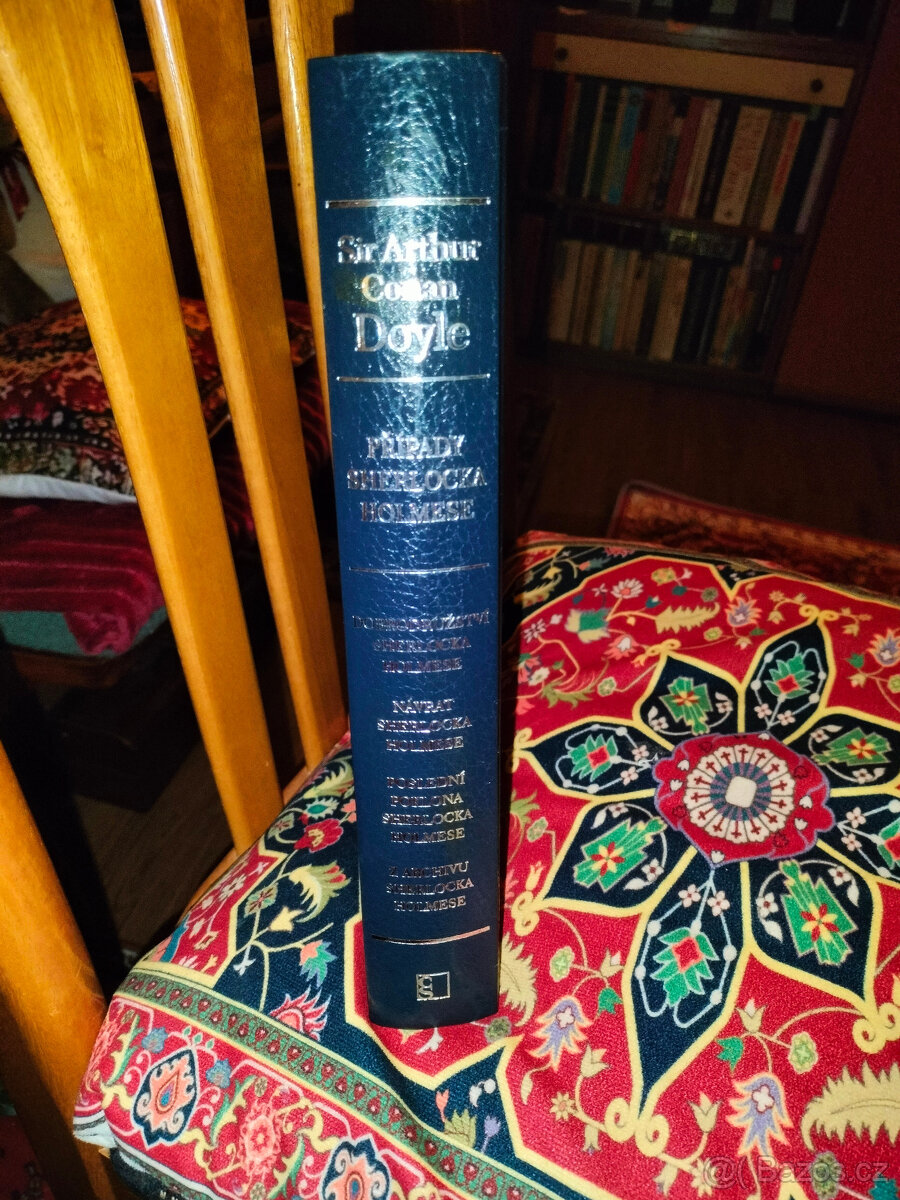 Sir Arthur
Conan
Doyle
PŘÍPADY
SHERLOCKA
HOLMESE
DOBRODRUŽSTVÍ
SHERLOCKA
HOLMESE
NÁVRAT
SHERLOCKA
HOLMESE
POSLEDNÍ
POKLONA
SHERLOCKA
HOLMESE
Z ARCHIVU
SHERLOCKA
HOLMESE
Bazos.cz